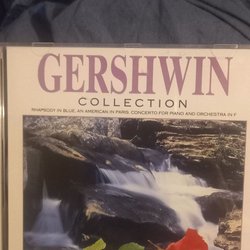 GERSHWIN
COLLECTION
RHAPSODY IN BLUE, AN AMERICAN IN PARIS, CONCERTO FOR PIANO AND ORCHESTRA IN F